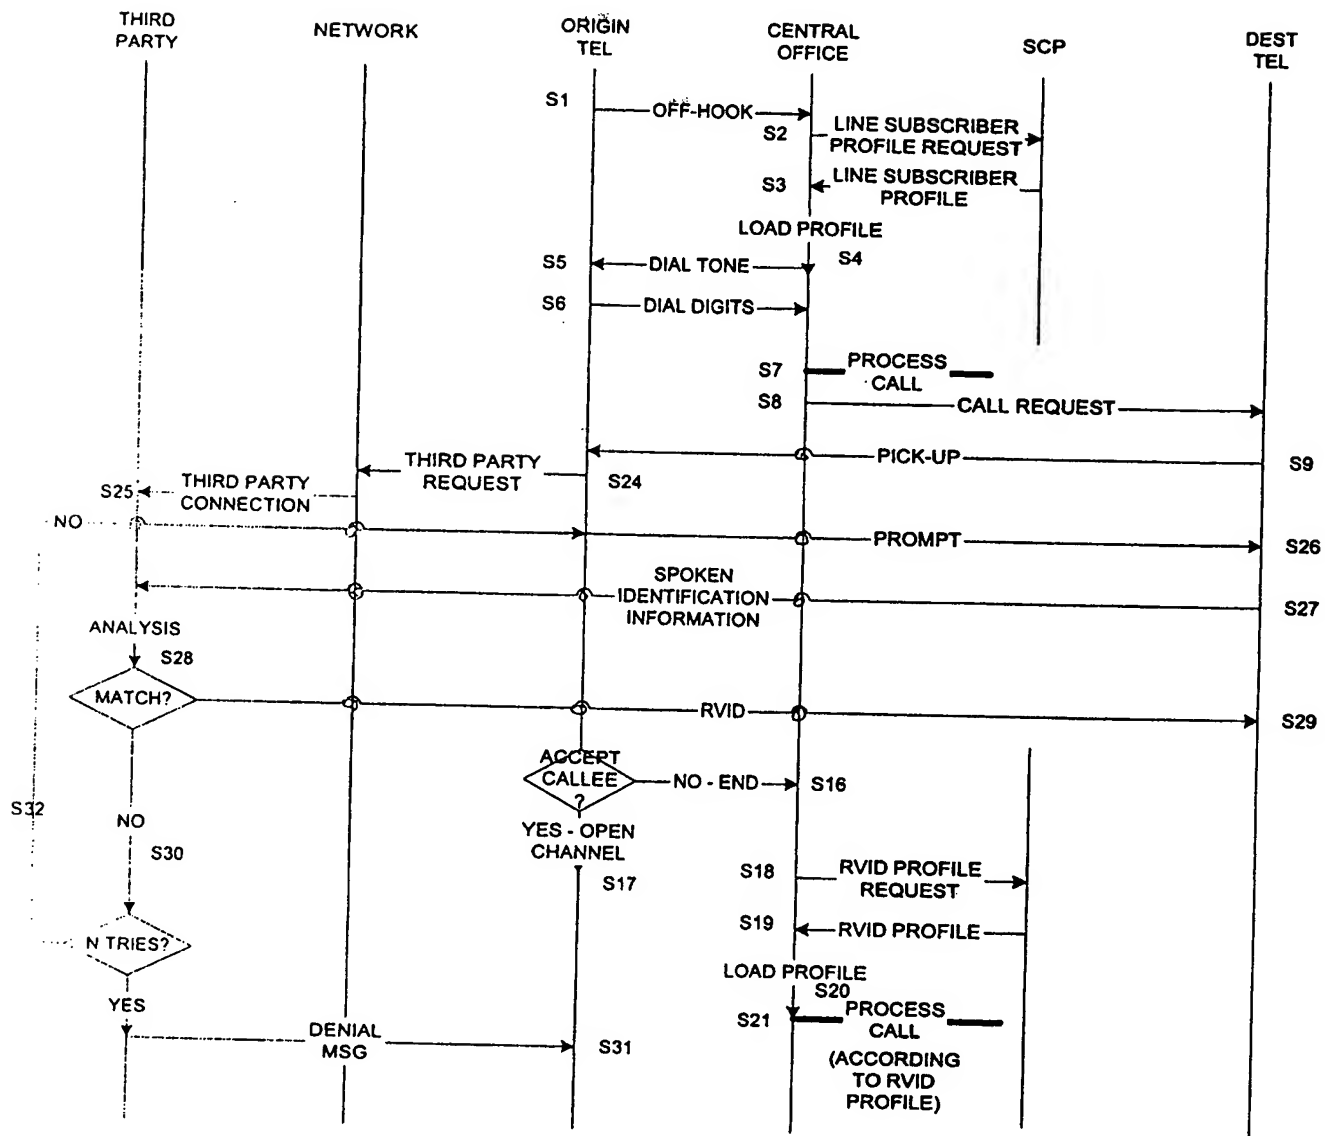 THIRD
PARTY
NETWORK
ORIGIN
TEL
CENTRAL
OFFICE
SCP
DEST
TEL
S1
OFF-HOOK
S2
LINE SUBSCRIBER
PROFILE REQUEST
S3
LINE SUBSCRIBER
PROFILE
LOAD PROFILE
S4
S5
DIAL TONE
S6
DIAL DIGITS
S7
PROCESS
CALL
S8
CALL REQUEST
PICK-UP
S9
THIRD PARTY
REQUEST
S24
S25
THIRD PARTY
CONNECTION
NO
PROMPT
S26
SPOKEN
IDENTIFICATION
INFORMATION
S27
ANALYSIS
S28
MATCH?
RVID
S29
ACCEPT
CALLEE
?
NO - END
S16
S32
NO
S30
YES - OPEN
CHANNEL
S17
S18
RVID PROFILE
REQUEST
S19
RVID PROFILE
N TRIES?
LOAD PROFILE
S20
YES
S21
PROCESS
CALL
DENIAL
MSG
S31
(ACCORDING
TO RVID
PROFILE)